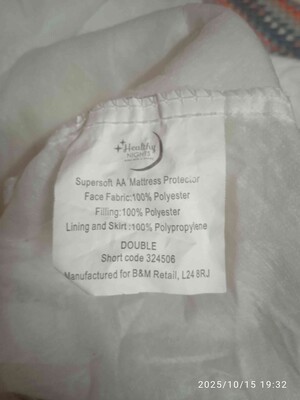 Healthy
NIGHTS
Supersoft AA Mattress Protector
Face Fabric:100% Polyester
Filling:100% Polyester
Lining and Skirt.:100% Polypropylane
DOUBLE
Short code 324506
Manufactured for B&M Retail, L24 8RJ
2025/10/15 19:32